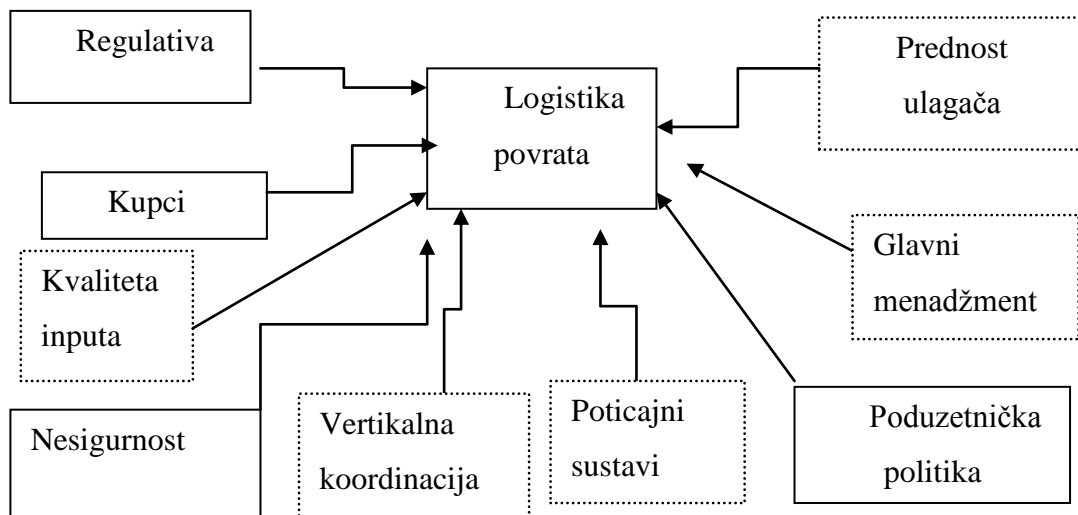 Regulativa
Prednost
ulagača
Logistika
povrata
Kupci
Kvaliteta
inputa
Glavni
menadžment
Nesigurnost
Vertikalna
koordinacija
Poticajni
sustavi
Poduzetnička
politika